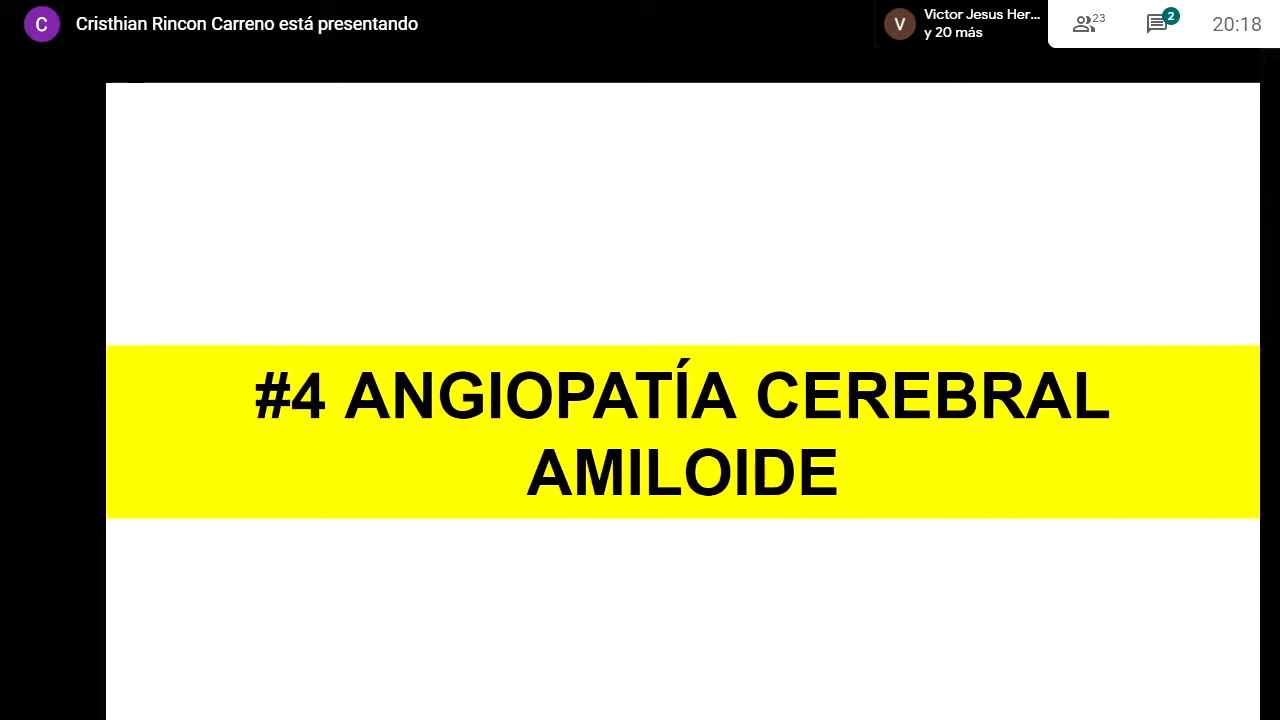 C
Cristhian Rincon Carreno está presentando
V
Victor Jesus Her...
y 20 más
23
2
20:18
#4 ANGIOPATÍA CEREBRAL
AMILOIDE